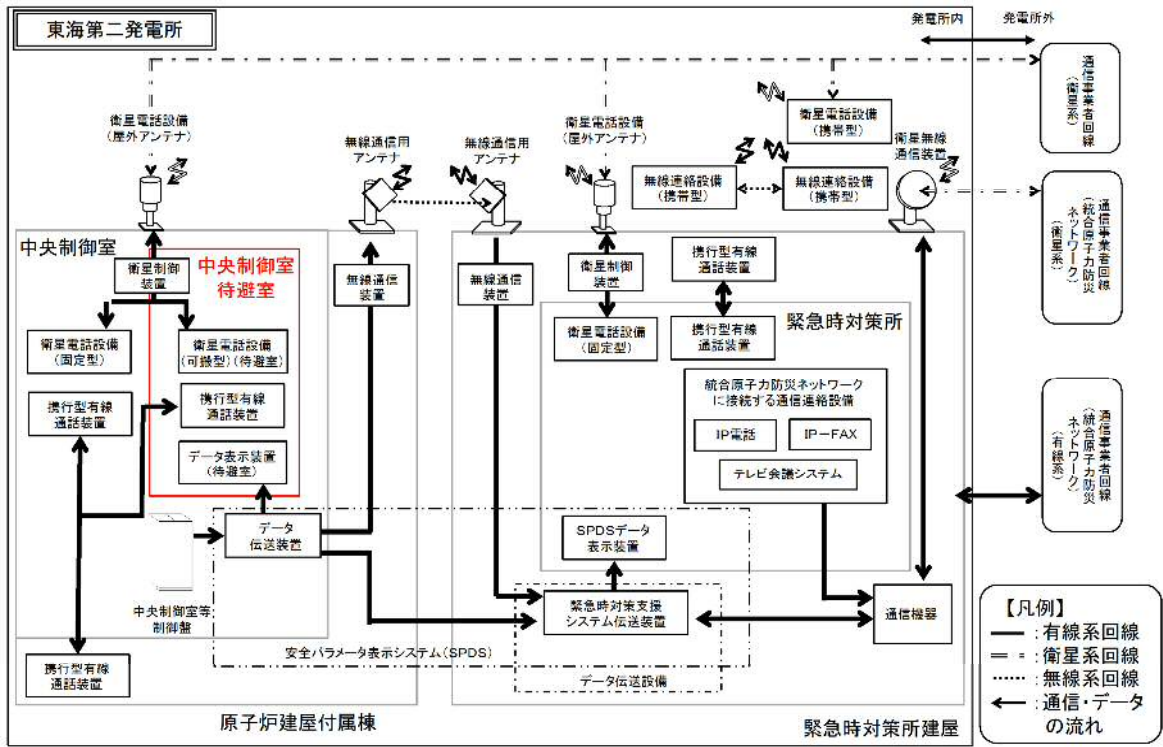 東海第二発電所
発電所内
発電所外
通信事業者回線
(衛星系)
衛星電話設備
(屋外アンテナ)
無線通信用
アンテナ
無線通信用
アンテナ
衛星電話設備
(屋外アンテナ)
衛星電話設備
(携帯型)
無線連絡設備
(携帯型)
無線連絡設備
(携帯型)
衛星無線
通信装置
通信事業者回線
(統合原子力防災
ネットワーク)
(衛星系)
中央制御室
衛星制御
装置
中央制御室
待避室
無線通信
装置
無線通信
装置
衛星制御
装置
携行型有線
通話装置
緊急時対策所
衛星電話設備
(固定型)
衛星電話設備
(可搬型)(待避室)
衛星電話設備
(固定型)
携行型有線
通話装置
携行型有線
通話装置
携行型有線
通話装置
データ表示装置
(待避室)
統合原子力防災ネットワーク
に接続する通信連絡設備
IP電話
IP-FAX
テレビ会議システム
通信事業者回線
(統合原子力防災
ネットワーク)
(有線系)
データ
伝送装置
SPDSデータ
表示装置
中央制御室等
制御盤
緊急時対策支援
システム伝送装置
通信機器
安全パラメータ表示システム(SPDS)
データ伝送設備
携行型有線
通話装置
原子炉建屋付属棟
緊急時対策所建屋
【凡例】
:有線系回線
:衛星系回線
:無線系回線
:通信・データ
の流れ